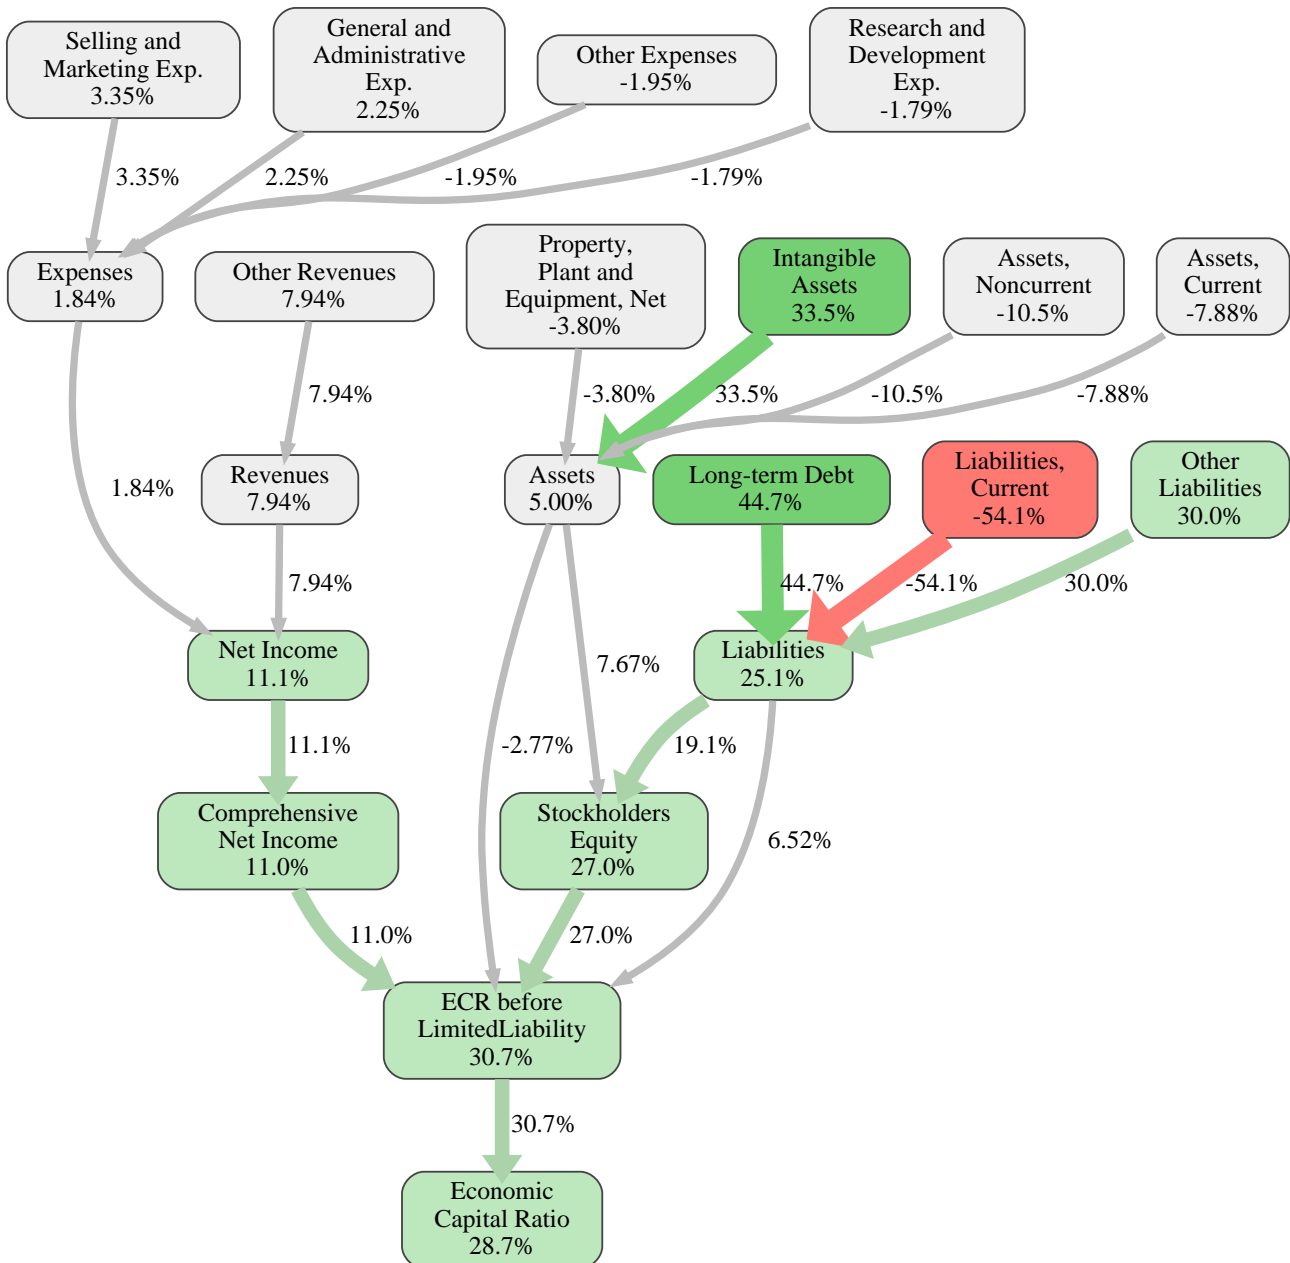 Selling and
Marketing Exp.
3.35%
General and
Administrative
Exp.
2.25%
Other Expenses
-1.95%
Research and
Development
Exp.
-1.79%
3.35%
2.25%
-1.95%
-1.79%
Expenses
1.84%
Other Revenues
7.94%
Property,
Plant and
Equipment, Net
-3.80%
Intangible
Assets
33.5%
Assets,
Noncurrent
-10.5%
Assets,
Current
-7.88%
7.94%
-3.80%
33.5%
-10.5%
-7.88%
1.84%
Revenues
7.94%
Assets
5.00%
Long-term Debt
44.7%
Liabilities,
Current
-54.1%
Other
Liabilities
30.0%
7.94%
44.7%
-54.1%
30.0%
Net Income
11.1%
7.67%
Liabilities
25.1%
11.1%
-2.77%
19.1%
Comprehensive
Net Income
11.0%
Stockholders
Equity
27.0%
6.52%
11.0%
27.0%
ECR before
LimitedLiability
30.7%
30.7%
Economic
Capital Ratio
28.7%